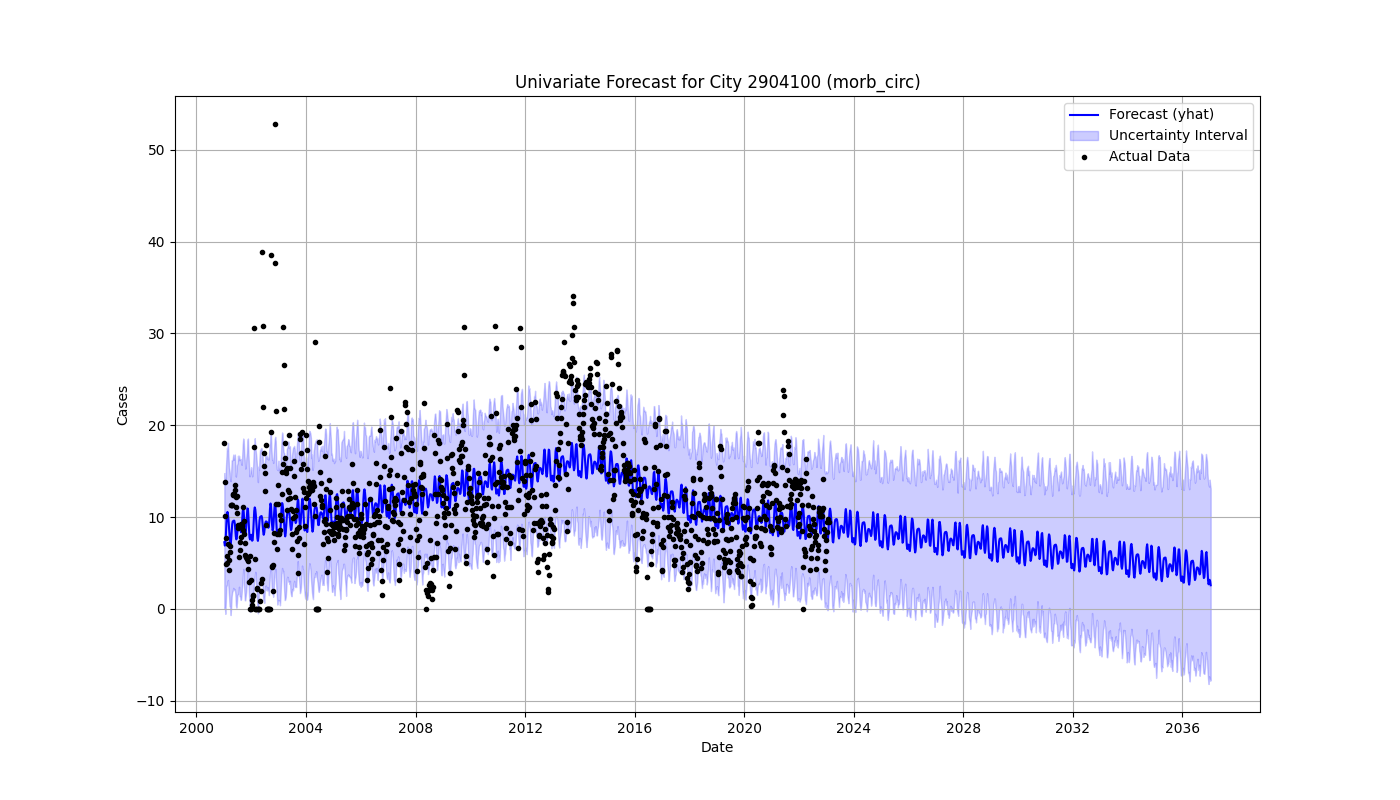 Univariate Forecast for City 2904100 (morb_circ)
Forecast (yhat)
Uncertainty Interval
Actual Data
Cases
50
40
30
20
10
0
−10
2000 2004 2008 2012 2016 2020 2024 2028 2032 2036
Date